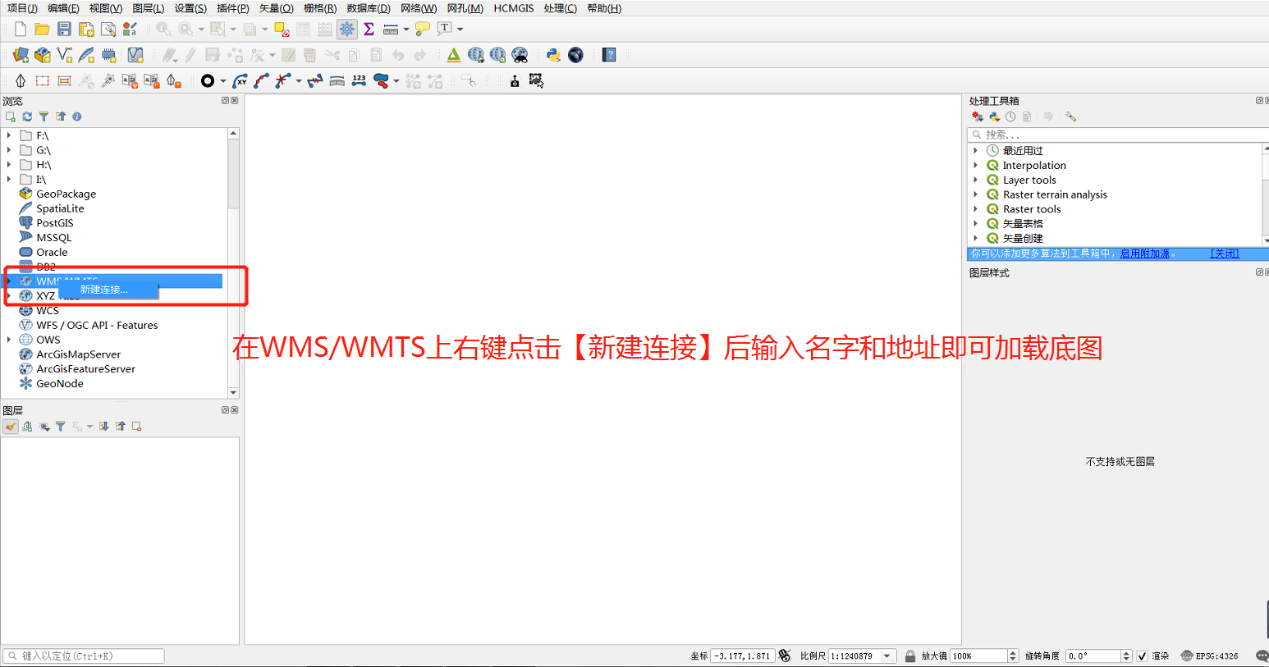 项目(J) 编辑(E) 视图(V) 图层(L) 设置(S) 插件(P) 矢量(O) 栅格(R) 数据库(D) 网络(W) 网孔(M) HCMGIS 处理(C) 帮助(H)
浏览
F:\
G:\
H:\
I:\
GeoPackage
SpatiaLite
PostGIS
MSSQL
Oracle
DB2
WMS/WMTS
新建连接...
XYZ
WCS
WFS / OGC API - Features
OWS
ArcGisMapServer
ArcGisFeatureServer
GeoNode
图层
在WMS/WMTS上右键点击【新建连接】后输入名字和地址即可加载底图
处理工具箱
搜索...
最近用过
Interpolation
Layer tools
Raster terrain analysis
Raster tools
矢量表格
矢量创建
你可以添加更多算法到工具箱中，启用附加源。 [关闭]
图层样式
不支持或无图层
键入以定位(Ctrl+K)
坐标 -3.177,1.871 比例尺 1:1240879 放大镜 100% 旋转角度 0.0° 渲染 EPSG:4326